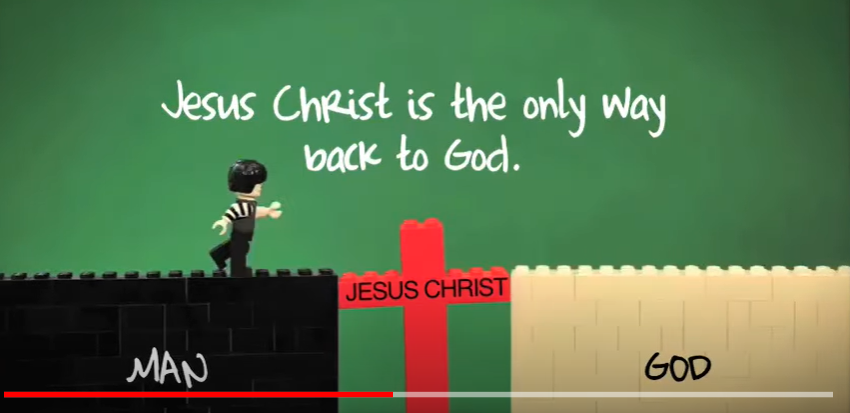 Jesus Christ is the only way
back to God.
JESUS CHRIST
MAN
GOD